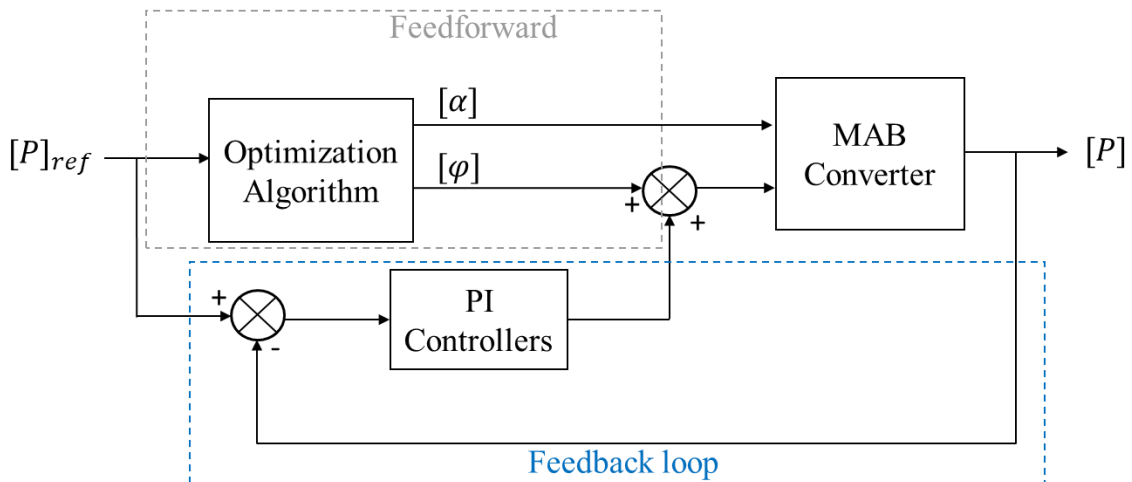 Feedforward
[α]
[P]ref
Optimization
Algorithm
[φ]
+
+
MAB
Converter
[P]
+
-
PI
Controllers
Feedback loop